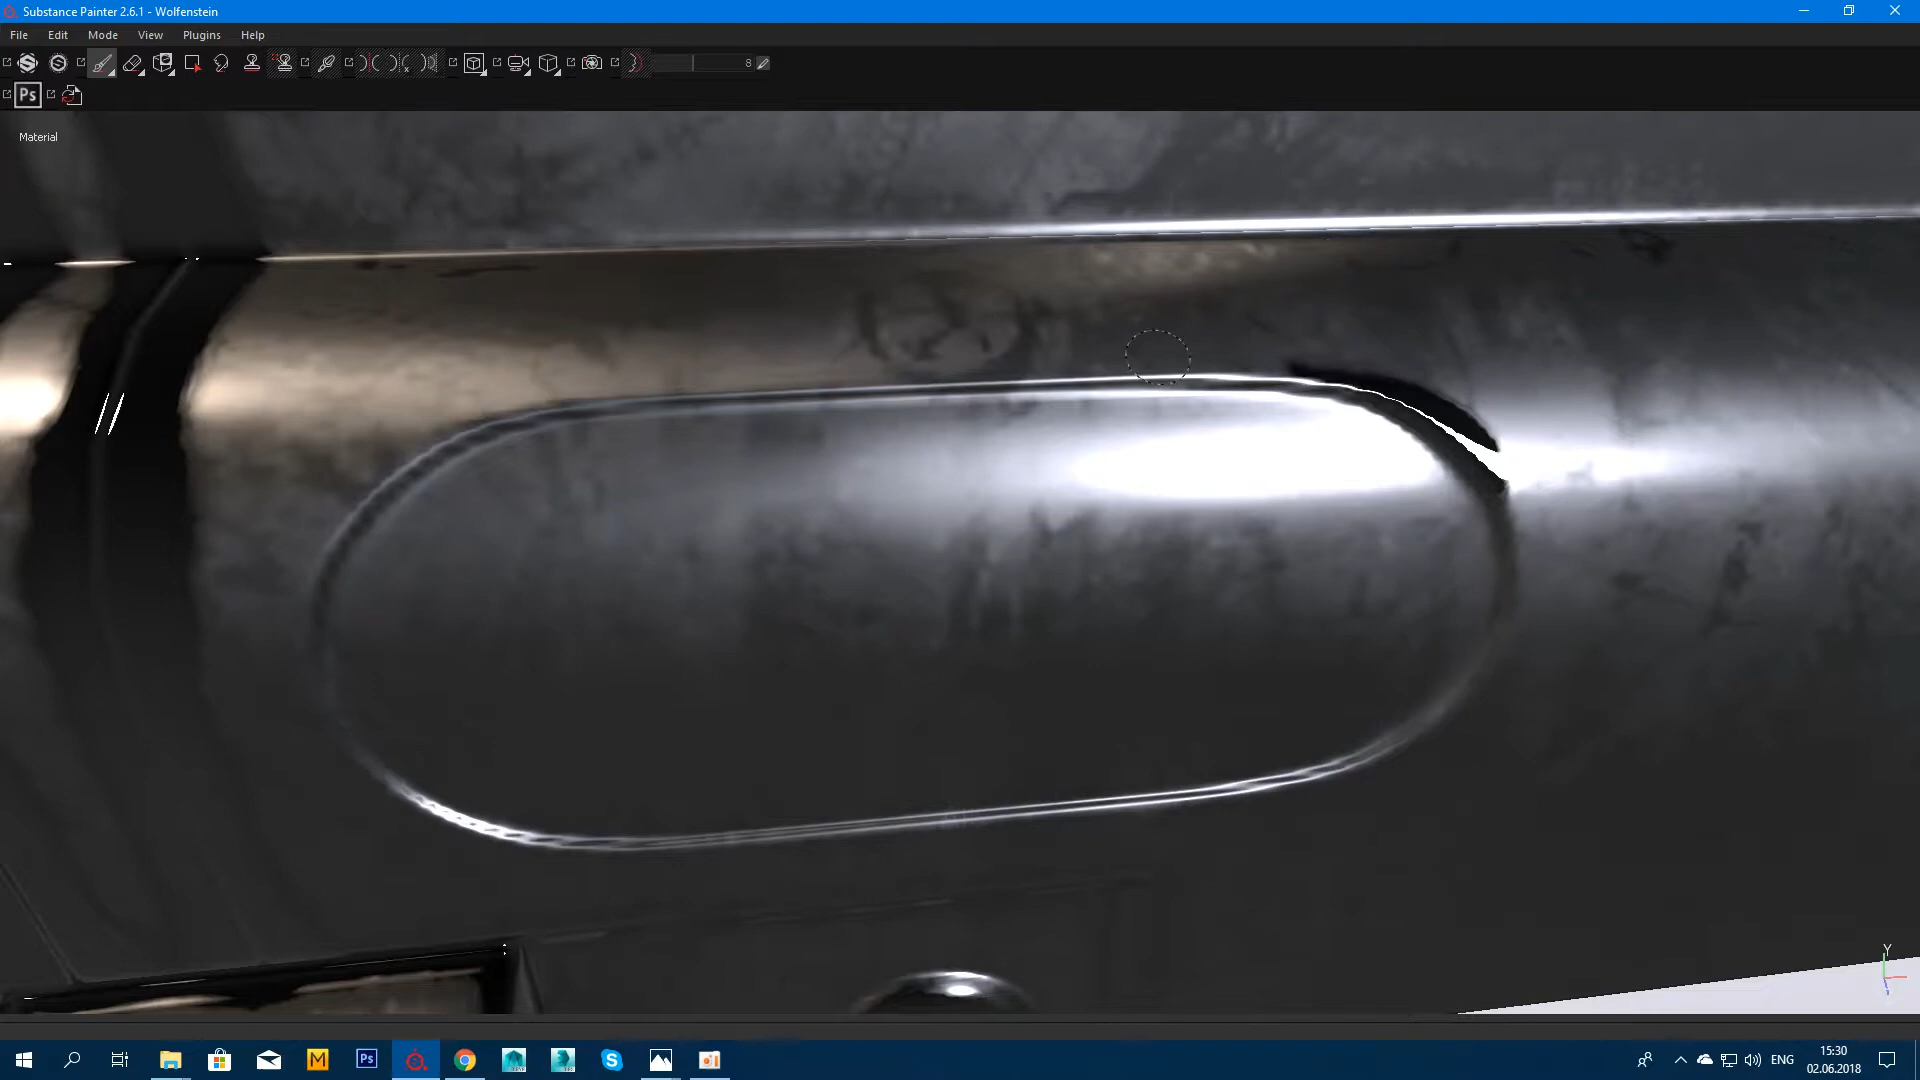 Substance Painter 2.6.1 - Wolfenstein
File Edit Mode View Plugins Help
8
Ps
Material
Y
M Ps S ENG 15:30
02.06.2018